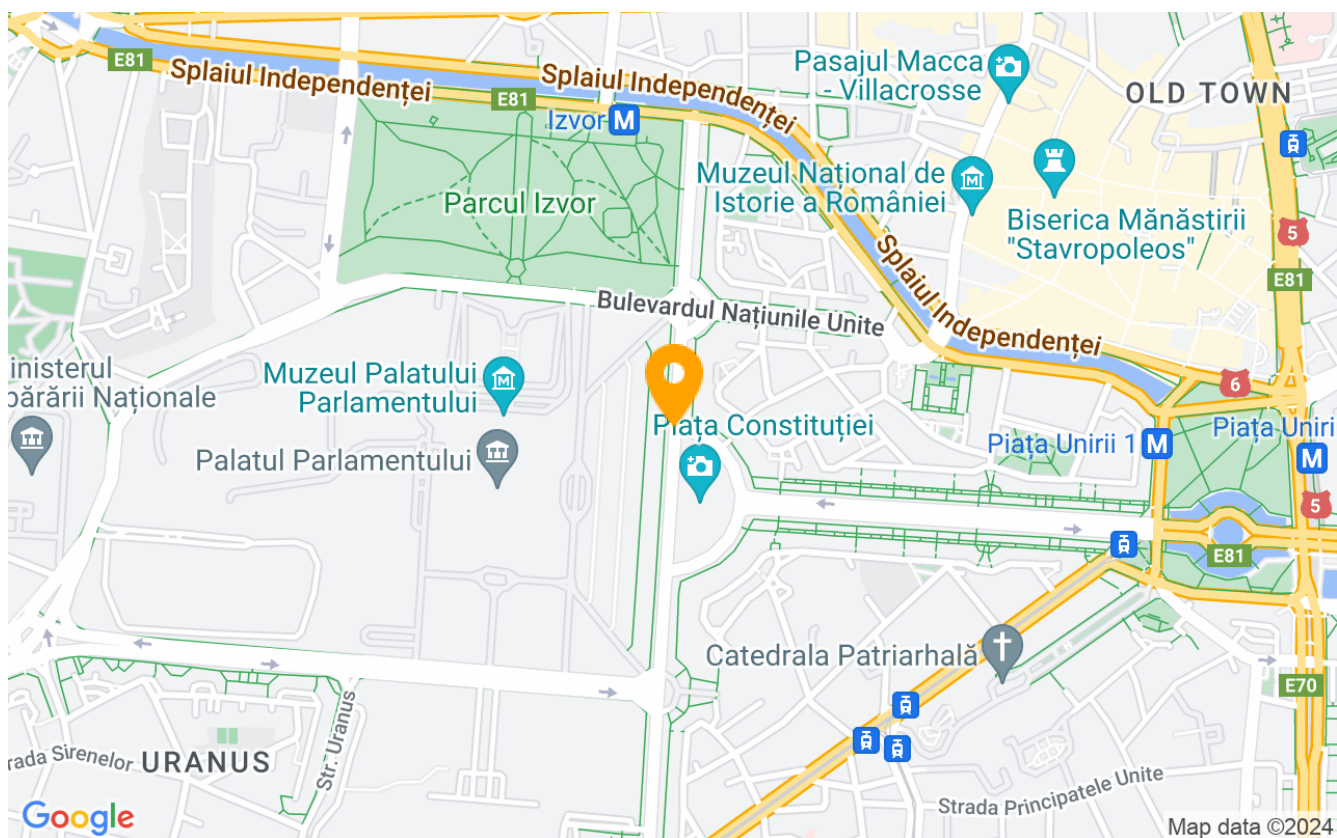 E81
Splaiul Independenței
E81
Splaiul Independenței
Izvor M
Pasajul Macca
- Villacrosse
OLD TOWN
Parcul Izvor
Muzeul Național de
Istorie a României
Biserica Mănăstirii
"Stavropoleos"
5
E81
Splaiul Independenței
Bulevardul Națiunile Unite
inisterul
părării Naționale
Muzeul Palatului
Parlamentului
6
Piața Constituției
Palatul Parlamentului
Piața Unirii 1 M
Piața Uniri
M
5
E81
Catedrala Patriarhală
E70
Str. Uranus
rada Sirenelor
URANUS
Strada Principatele Unite
Google
Map data ©2024